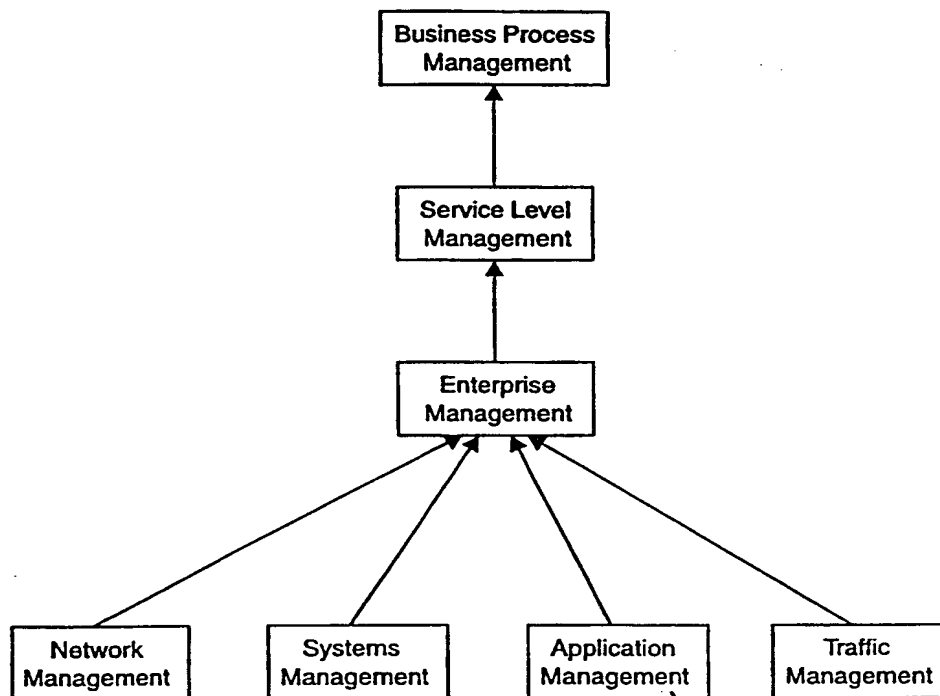 Business Process
Management
Service Level
Management
Enterprise
Management
Network
Management
Systems
Management
Application
Management
Traffic
Management